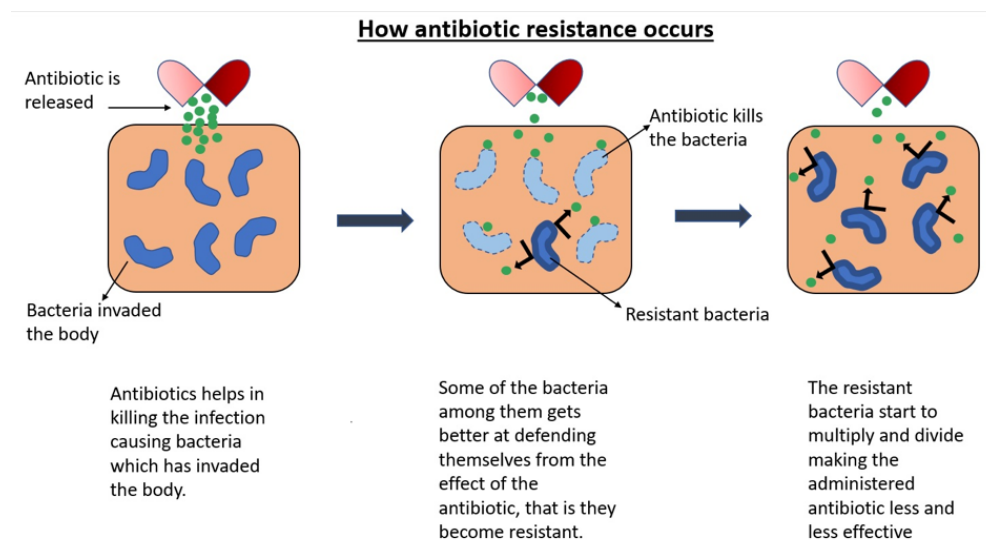 How antibiotic resistance occurs
Antibiotic is
released
Bacteria invaded
the body
Antibiotic kills
the bacteria
Resistant bacteria
Antibiotics helps in
killing the infection
causing bacteria
which has invaded
the body.
Some of the bacteria
among them gets
better at defending
themselves from the
effect of the
antibiotic, that is they
become resistant.
The resistant
bacteria start to
multiply and divide
making the
administered
antibiotic less and
less effective